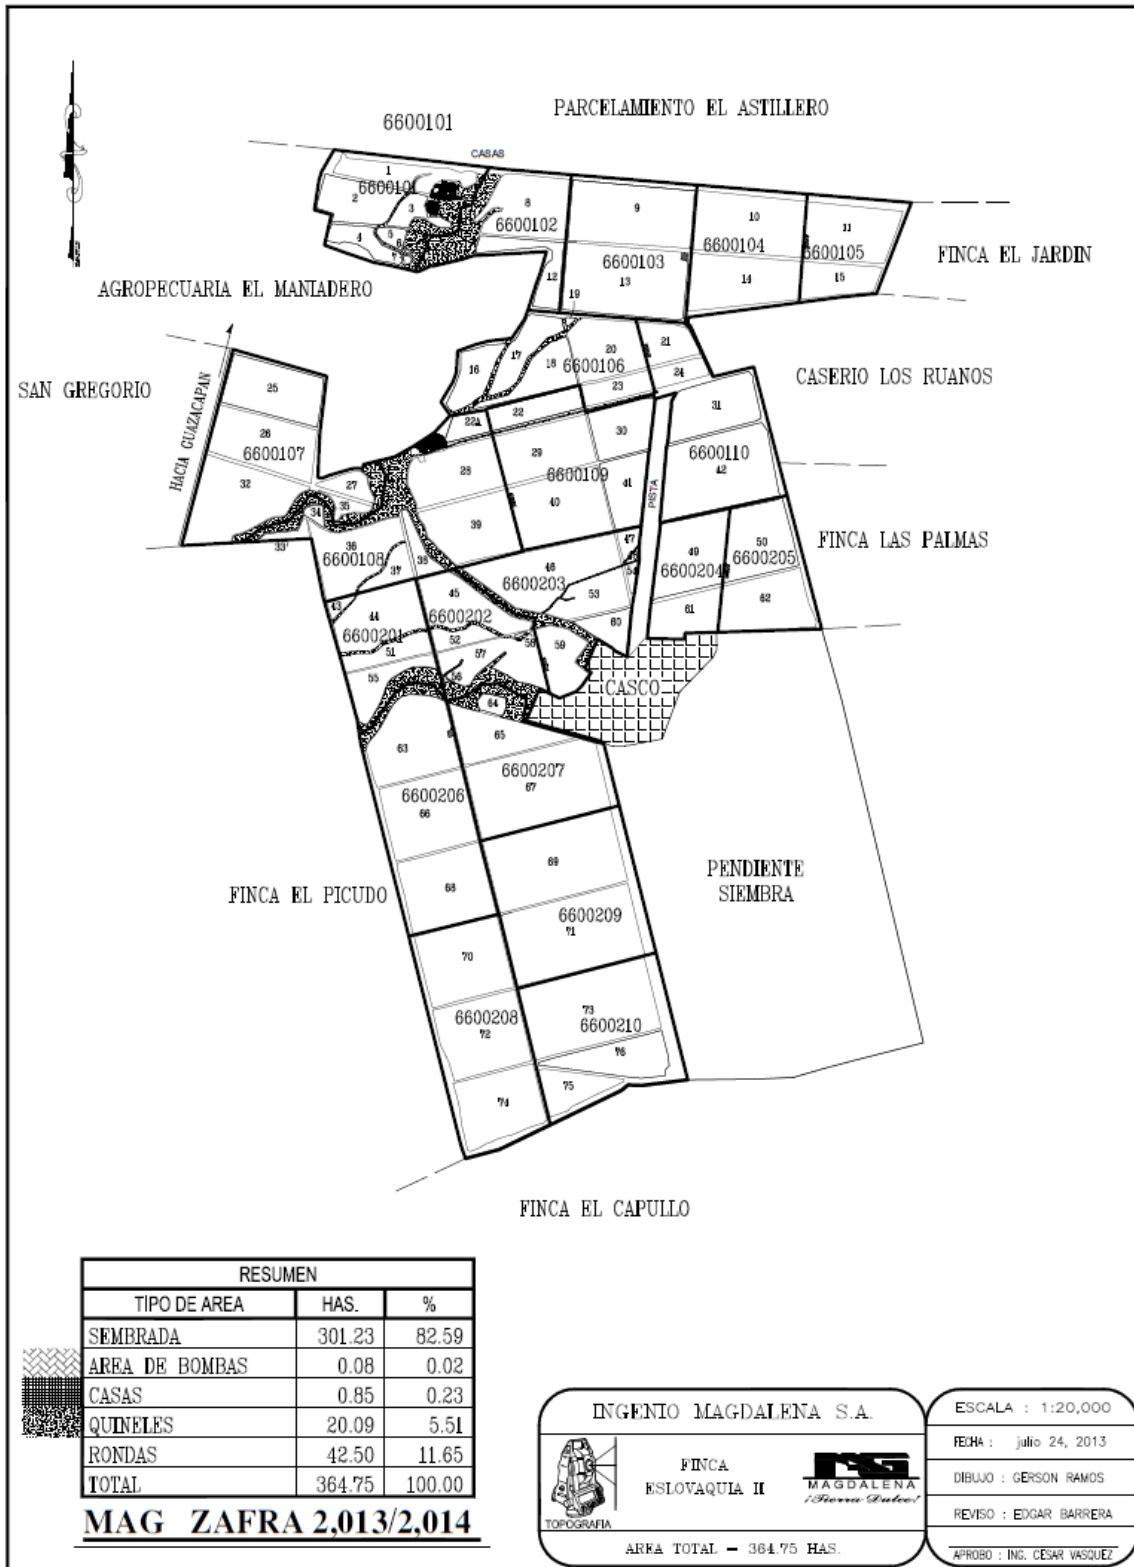 PARCELAMIENTO EL ASTILLERO
6600101
CASAS
1
6600101
2
3
4
5
6
7
8
6600102
9
10
11
6600104
6600105
6600103
12
13
14
15
FINCA EL JARDIN
AGROPECUARIA EL MANIADERO
19
17
18
20
21
6600106
16
23
24
CASERIO LOS RUANOS
SAN GREGORIO
HACIA GUAZACAPAN
25
22
22A
31
26
6600107
30
29
6600110
42
28
6600109
32
27
41
40
PISTA
34
35
39
33
36
6600108
38
37
47
46
49
50
6600204
6600205
FINCA LAS PALMAS
6600203
54
53
45
43
44
6600202
61
62
60
6600201
52
51
58
59
57
55
56
CASCO
64
63
65
6600207
67
6600206
66
69
68
FINCA EL PICUDO
PENDIENTE
SIEMBRA
6600209
71
70
73
6600208
72
6600210
76
75
74
FINCA EL CAPULLO
RESUMEN
TIPO DE AREA HAS. %
SEMBRADA 301.23 82.59
AREA DE BOMBAS 0.08 0.02
CASAS 0.85 0.23
QUINELES 20.09 5.51
RONDAS 42.50 11.65
TOTAL 364.75 100.00
MAG ZAFRA 2,013/2,014
INGENIO MAGDALENA S.A.
FINCA
ESLOVAQUIA II
TOPOGRAFIA
MAGDALENA
¡Tierra Dulce!
AREA TOTAL = 364.75 HAS.
ESCALA : 1:20,000
FECHA : julio 24, 2013
DIBUJO : GERSON RAMOS
REVISO : EDGAR BARRERA
APROBO : ING. CESAR VASQUEZ